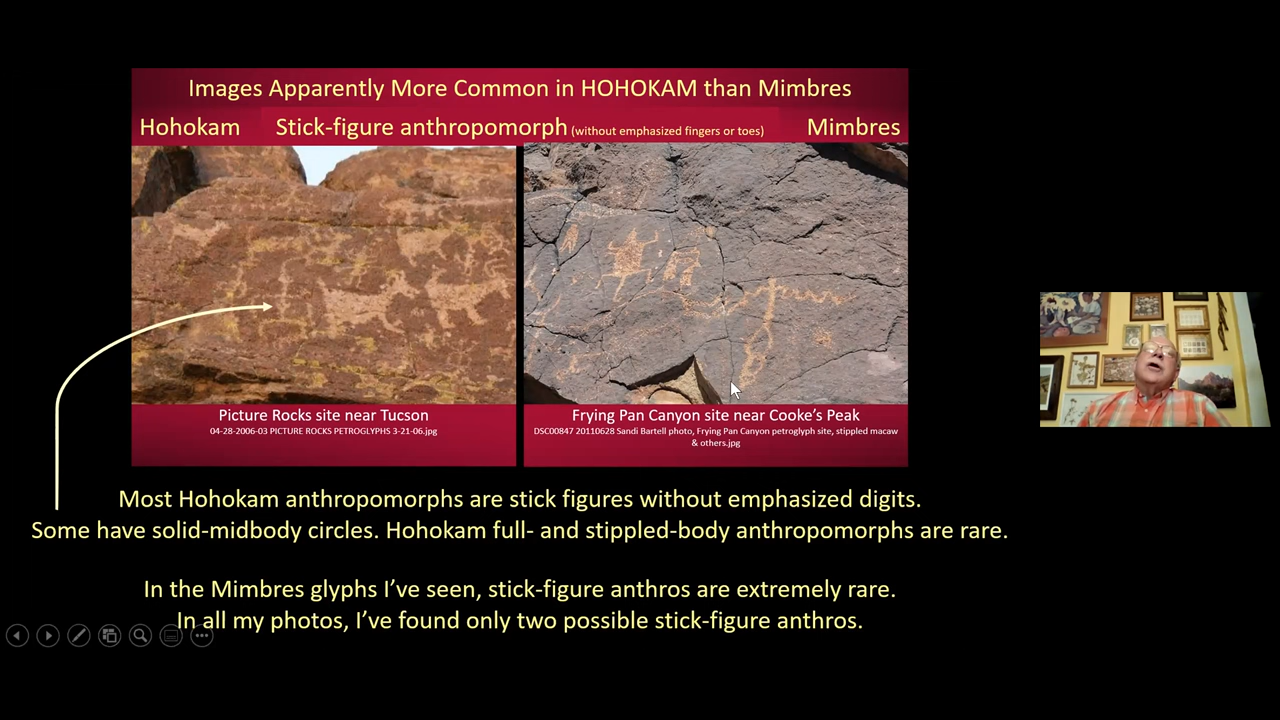 Images Apparently More Common in HOHOKAM than Mimbres
Hohokam Stick-figure anthropomorph (without emphasized fingers or toes) Mimbres
Picture Rocks site near Tucson
04-28-2006-03 PICTURE ROCKS PETROGLYPHS 3-21-06.jpg
Frying Pan Canyon site near Cooke's Peak
DSC00847 20110628 Sandi Bartell photo, Frying Pan Canyon petroglyph site, stippled macaw
& others.jpg
Most Hohokam anthropomorphs are stick figures without emphasized digits.
Some have solid-midbody circles. Hohokam full- and stippled-body anthropomorphs are rare.
In the Mimbres glyphs I've seen, stick-figure anthros are extremely rare.
In all my photos, I've found only two possible stick-figure anthros.